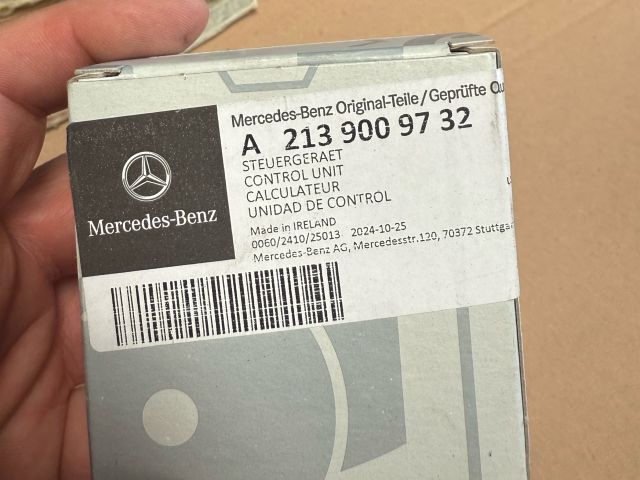 Mercedes-Benz Original-Teile/Geprüfte
A 213 900 97 32
STEUERGERAET
CONTROL UNIT
CALCULATEUR
UNIDAD DE CONTROL
Mercedes-Benz
Made in IRELAND
0060/2410/25013 2024-10-25
Mercedes-Benz AG, Mercedesstr.120, 70372